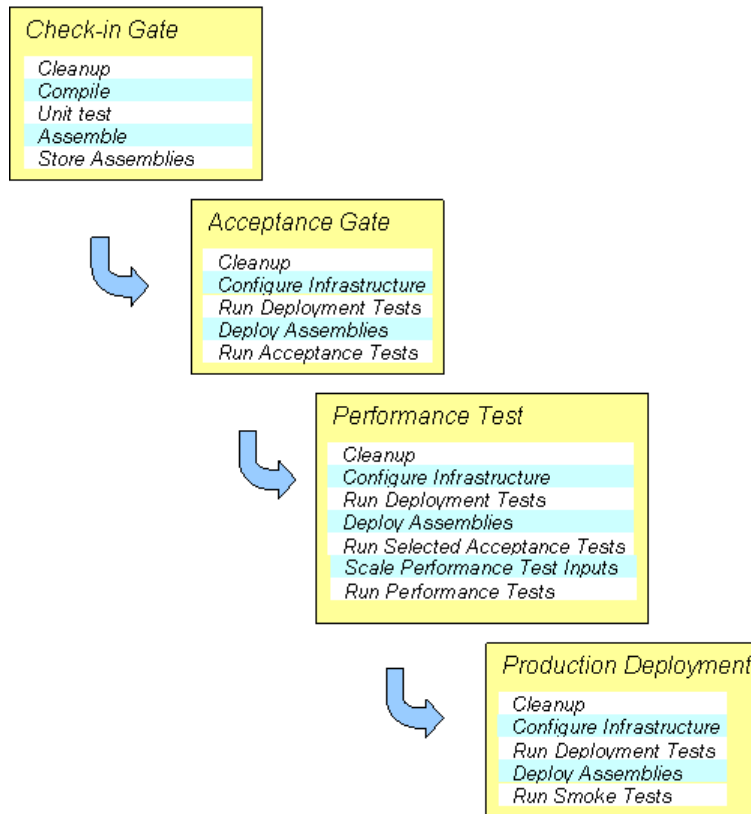 Check-in Gate
Cleanup
Compile
Unit test
Assemble
Store Assemblies
Acceptance Gate
Cleanup
Configure Infrastructure
Run Deployment Tests
Deploy Assemblies
Run Acceptance Tests
Performance Test
Cleanup
Configure Infrastructure
Run Deployment Tests
Deploy Assemblies
Run Selected Acceptance Tests
Scale Performance Test Inputs
Run Performance Tests
Production Deployment
Cleanup
Configure Infrastructure
Run Deployment Tests
Deploy Assemblies
Run Smoke Tests